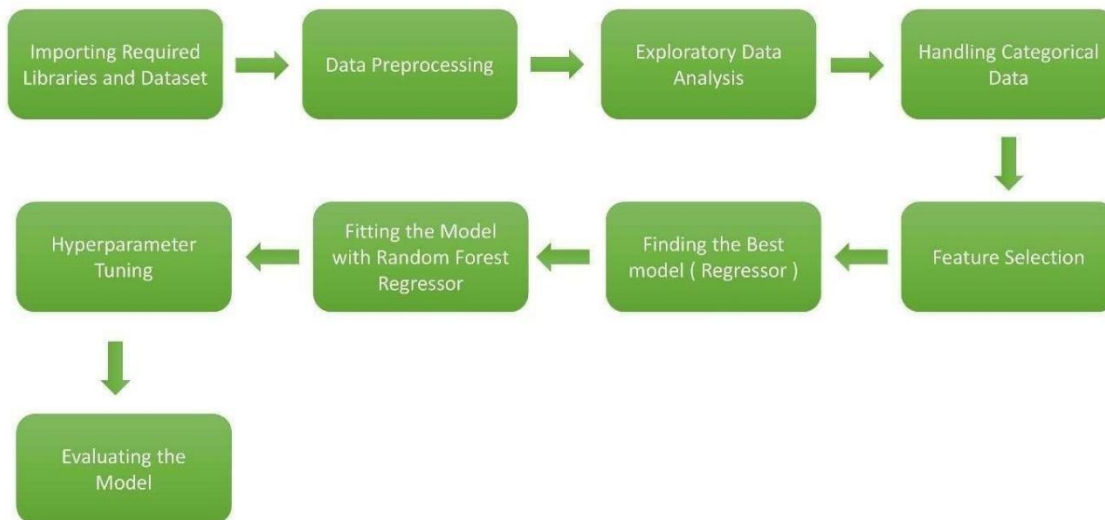 Importing Required
Libraries and Dataset
Data Preprocessing
Exploratory Data
Analysis
Handling Categorical
Data
Hyperparameter
Tuning
Fitting the Model
with Random Forest
Regressor
Finding the Best
model ( Regressor )
Feature Selection
Evaluating the
Model